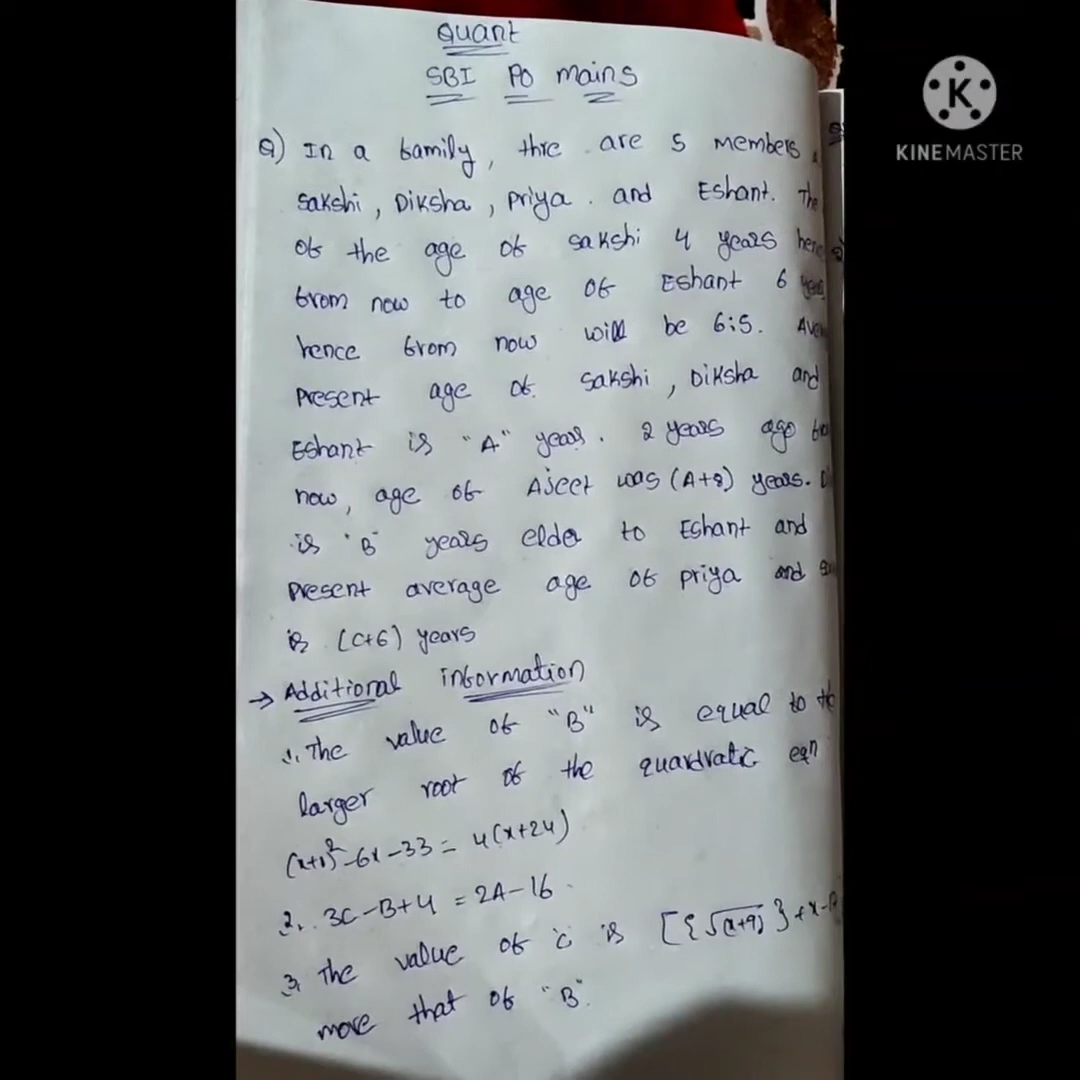 Quant
SBI PO mains
Q) In a family, thre are 5 members
Sakshi, Diksha, Priya . and Eshant. The
of the age of Sakshi 4 years
from now to age of Eshant 6
hence from now will be 6:5.
Present age of Sakshi, Diksha and
Eshant is "A" years. 2 years ago
now, age of Ajeet was (A+8) years.
is "B" years elder to Eshant and
Present average age of Priya and
is (C+6) years
→ Additional information
1. The value of "B" is equal to
larger root of the quardratic eqn
(x+1)²-6x-33 = 4(x+24)
2. 3C-B+4 = 2A-16
3. The value of "C" is [{√(x+9)}+x-
more that of "B".
KINEMASTER